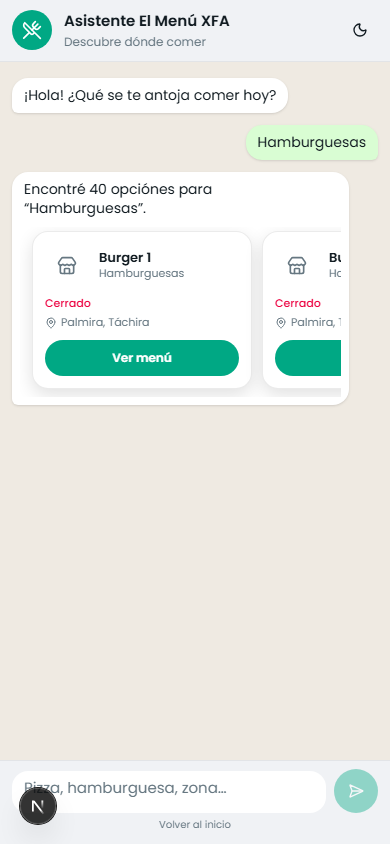 Asistente El Menú XFA
Descubre dónde comer
¡Hola! ¿Qué se te antoja comer hoy?
Hamburguesas
Encontré 40 opciónes para
“Hamburguesas”.
Burger 1
Hamburguesas
Cerrado
Palmira, Táchira
Ver menú
Cerrado
Palmira,
Pizza, hamburguesa, zona...
N
Volver al inicio